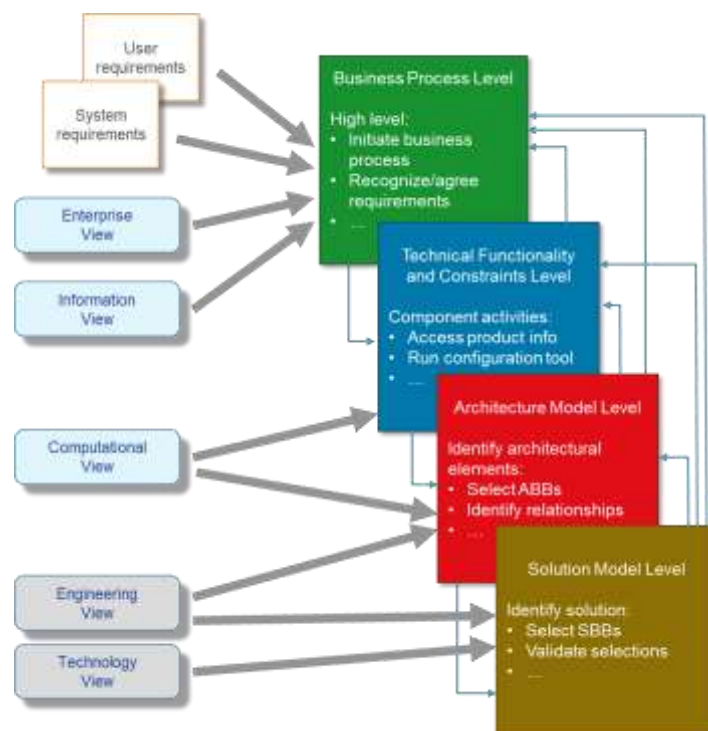 User
requirements
System
requirements
Enterprise
View
Information
View
Computational
View
Engineering
View
Technology
View
Business Process Level
High level:
• Initiate business
process
• Recognize/agree
requirements
• ...
Technical Functionality
and Constraints Level
Component activities:
• Access product info
• Run configuration tool
• ...
Architecture Model Level
Identify architectural
elements:
• Select ABBs
• Identify relationships
• ...
Solution Model Level
Identify solution:
• Select SBBs
• Validate selections
• ...